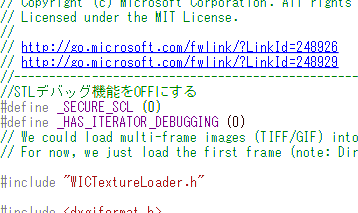 // Copyright (c) Microsoft Corporation. All rights
// Licensed under the MIT License.
//
// http://go.microsoft.com/fwlink/?LinkId=248926
// http://go.microsoft.com/fwlink/?LinkId=248929
//--------------------------------------------------
//STLデバッグ機能をOFFにする
#define _SECURE_SCL (0)
#define _HAS_ITERATOR_DEBUGGING (0)
// We could load multi-frame images (TIFF/GIF) into
// For now, we just load the first frame (note: Dir
#include "WICTextureLoader.h"
#include <dxgiformat.h>